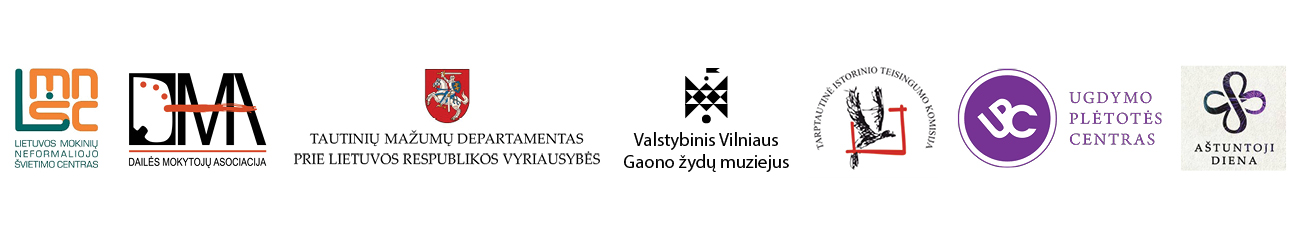 LMNŠC
LIETUVOS MOKINIŲ
NEFORMALIOJO
ŠVIETIMO CENTRAS
DMA
DAILĖS MOKYTOJŲ ASOCIACIJA
TAUTINIŲ MAŽUMŲ DEPARTAMENTAS
PRIE LIETUVOS RESPUBLIKOS VYRIAUSYBĖS
Valstybinis Vilniaus
Gaono žydų muziejus
TARPTAUTINĖ ISTORINIO TEISINGUMO KOMISIJA
UPC
UGDYMO
PLĖTOTĖS
CENTRAS
AŠTUNTOJI
DIENA